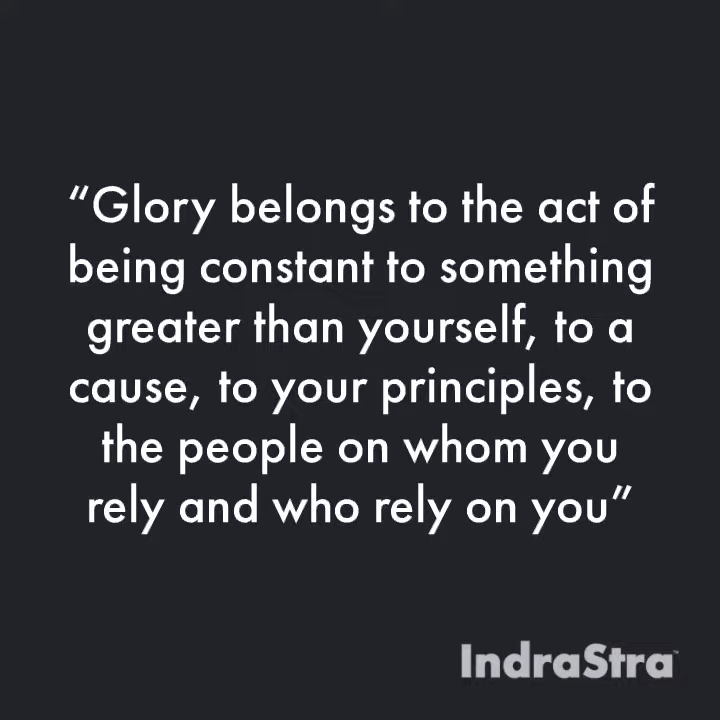 “Glory belongs to the act of
being constant to something
greater than yourself, to a
cause, to your principles, to
the people on whom you
rely and who rely on you”
IndraStra™